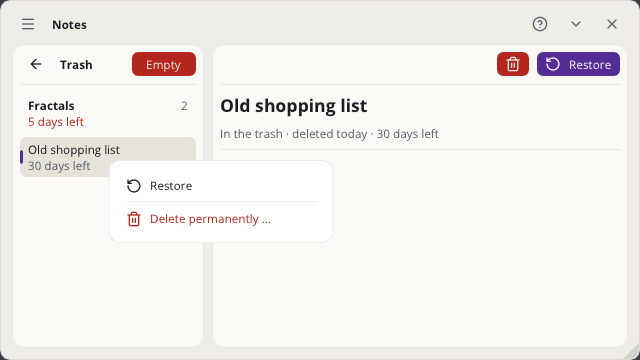 Notes
Trash
Empty
Restore
Fractals
2
5 days left
Old shopping list
30 days left
Old shopping list
In the trash · deleted today · 30 days left
Restore
Delete permanently ...